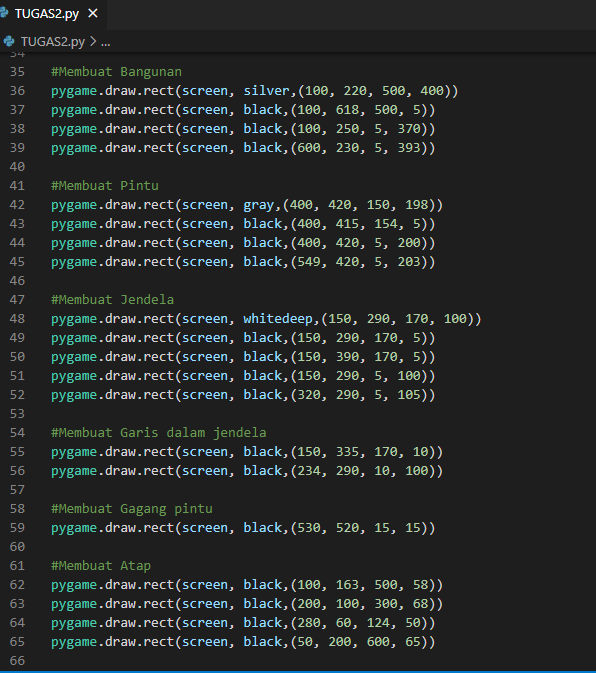 TUGAS2.py ×
TUGAS2.py > ...
34
35 #Membuat Bangunan
36 pygame.draw.rect(screen, silver,(100, 220, 500, 400))
37 pygame.draw.rect(screen, black,(100, 618, 500, 5))
38 pygame.draw.rect(screen, black,(100, 250, 5, 370))
39 pygame.draw.rect(screen, black,(600, 230, 5, 393))
40
41 #Membuat Pintu
42 pygame.draw.rect(screen, gray,(400, 420, 150, 198))
43 pygame.draw.rect(screen, black,(400, 415, 154, 5))
44 pygame.draw.rect(screen, black,(400, 420, 5, 200))
45 pygame.draw.rect(screen, black,(549, 420, 5, 203))
46
47 #Membuat Jendela
48 pygame.draw.rect(screen, whitedeep,(150, 290, 170, 100))
49 pygame.draw.rect(screen, black,(150, 290, 170, 5))
50 pygame.draw.rect(screen, black,(150, 390, 170, 5))
51 pygame.draw.rect(screen, black,(150, 290, 5, 100))
52 pygame.draw.rect(screen, black,(320, 290, 5, 105))
53
54 #Membuat Garis dalam jendela
55 pygame.draw.rect(screen, black,(150, 335, 170, 10))
56 pygame.draw.rect(screen, black,(234, 290, 10, 100))
57
58 #Membuat Gagang pintu
59 pygame.draw.rect(screen, black,(530, 520, 15, 15))
60
61 #Membuat Atap
62 pygame.draw.rect(screen, black,(100, 163, 500, 58))
63 pygame.draw.rect(screen, black,(200, 100, 300, 68))
64 pygame.draw.rect(screen, black,(280, 60, 124, 50))
65 pygame.draw.rect(screen, black,(50, 200, 600, 65))
66